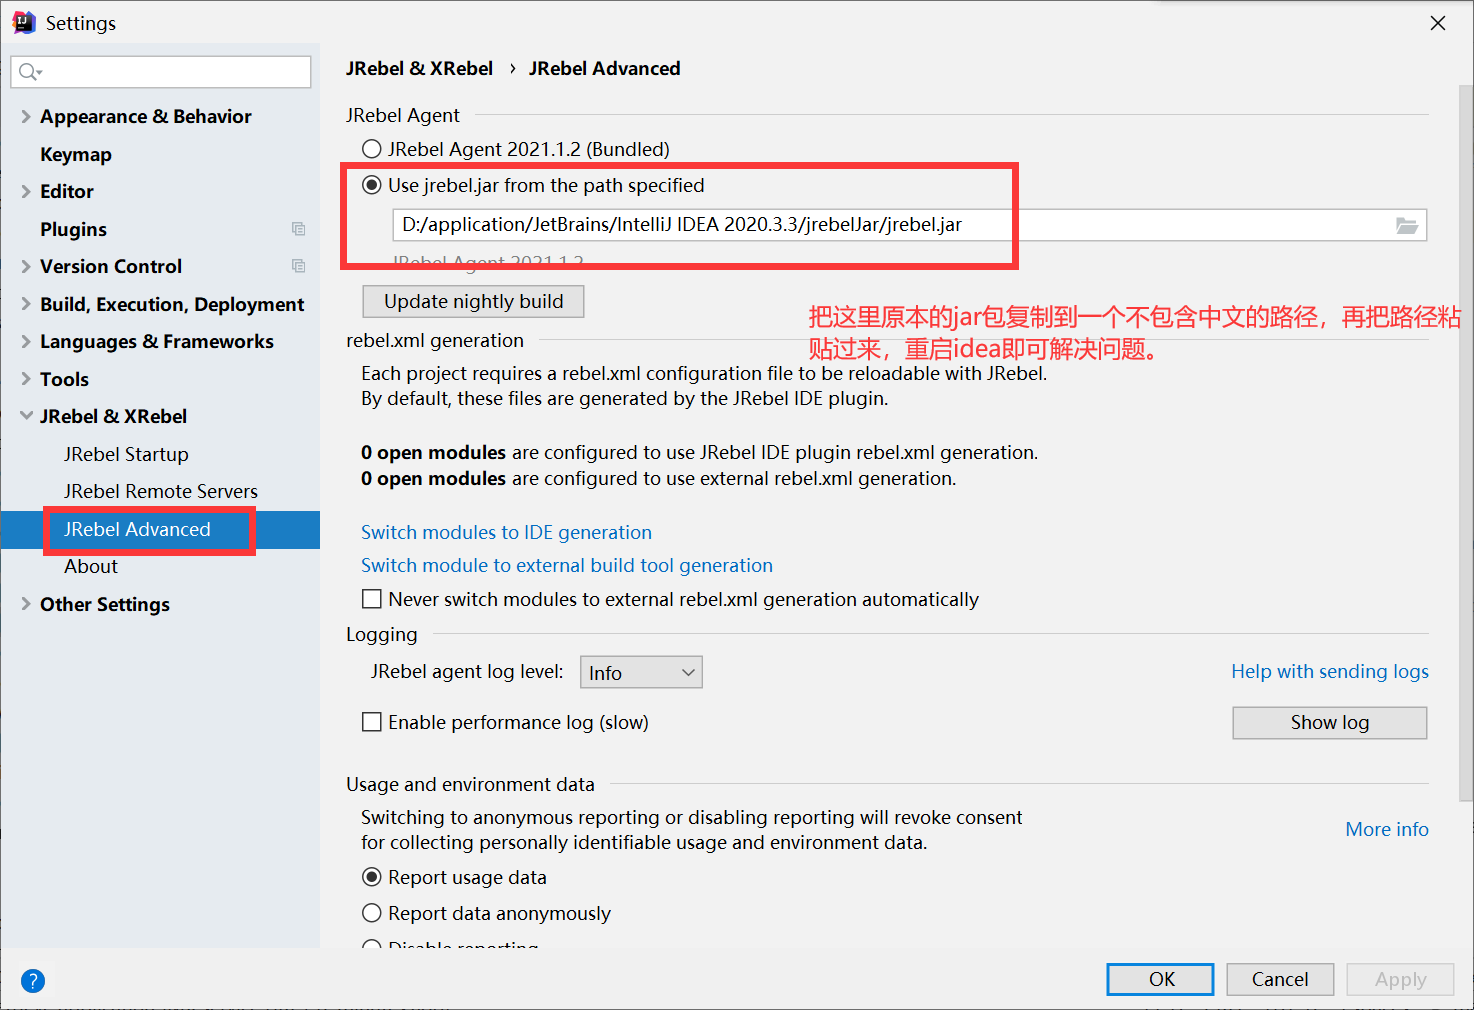 Settings
JRebel & XRebel › JRebel Advanced
Appearance & Behavior
Keymap
Editor
Plugins
Version Control
Build, Execution, Deployment
Languages & Frameworks
Tools
JRebel & XRebel
JRebel Startup
JRebel Remote Servers
JRebel Advanced
About
Other Settings
JRebel Agent
JRebel Agent 2021.1.2 (Bundled)
Use jrebel.jar from the path specified
D:/application/JetBrains/IntelliJ IDEA 2020.3.3/jrebelJar/jrebel.jar
JRebel Agent 2021.1.2
Update nightly build
把这里原本的jar包复制到一个不包含中文的路径，再把路径粘
贴过来，重启idea即可解决问题。
rebel.xml generation
Each project requires a rebel.xml configuration file to be reloadable with JRebel.
By default, these files are generated by the JRebel IDE plugin.
0 open modules are configured to use JRebel IDE plugin rebel.xml generation.
0 open modules are configured to use external rebel.xml generation.
Switch modules to IDE generation
Switch module to external build tool generation
Never switch modules to external rebel.xml generation automatically
Logging
JRebel agent log level: Info
Help with sending logs
Enable performance log (slow)
Show log
Usage and environment data
Switching to anonymous reporting or disabling reporting will revoke consent
for collecting personally identifiable usage and environment data.
More info
Report usage data
Report data anonymously
Disable reporting
?
OK
Cancel
Apply